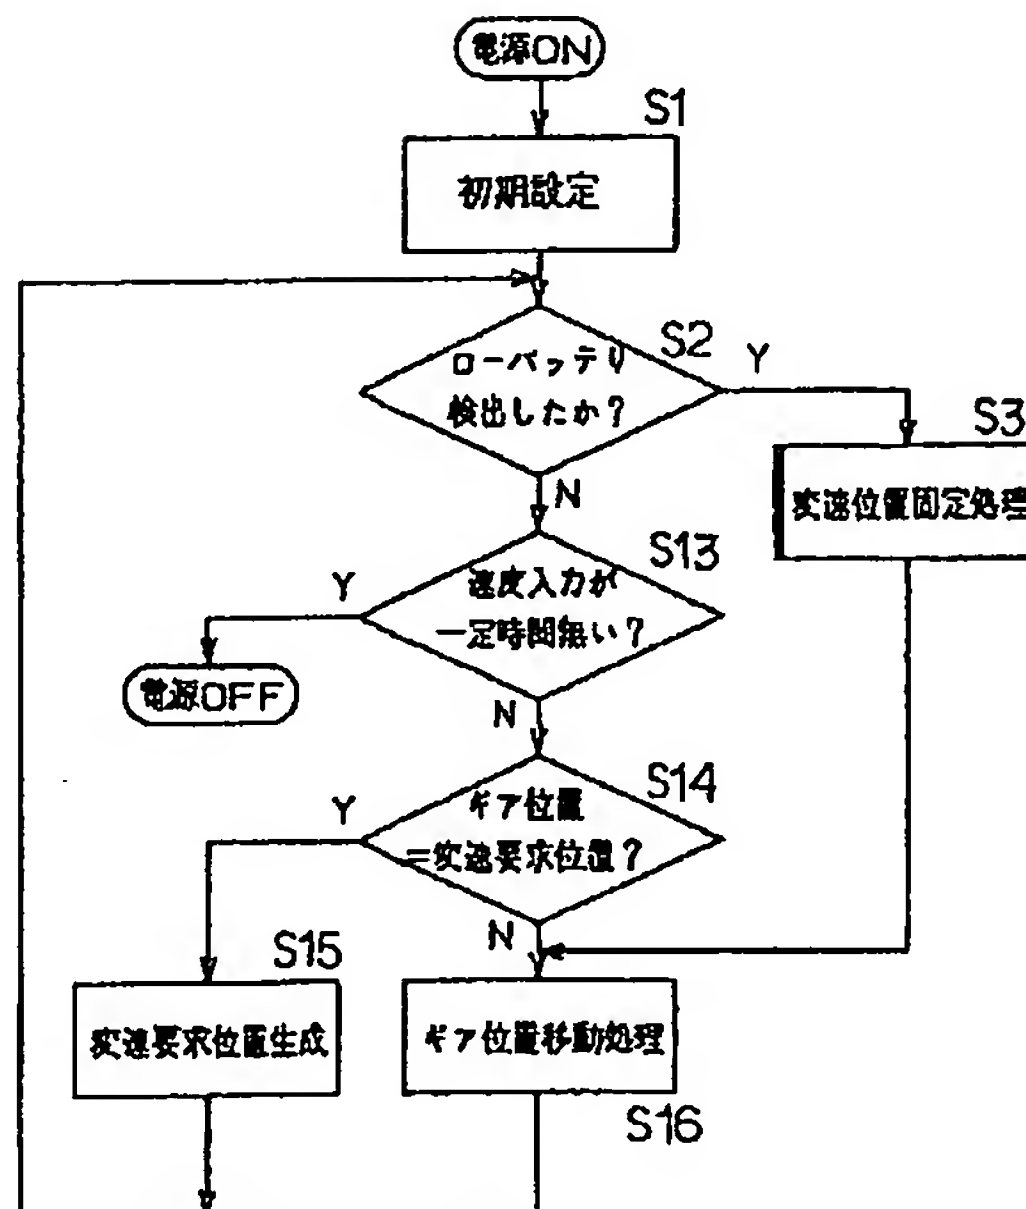 電源ON
S1
初期設定
S2
ローバッテリ
検出したか?
Y
S3
変速位置固定処理
N
S13
速度入力が
一定時間無い?
Y
電源OFF
N
S14
ギア位置
=変速要求位置?
Y
N
S15
変速要求位置生成
ギア位置移動処理
S16